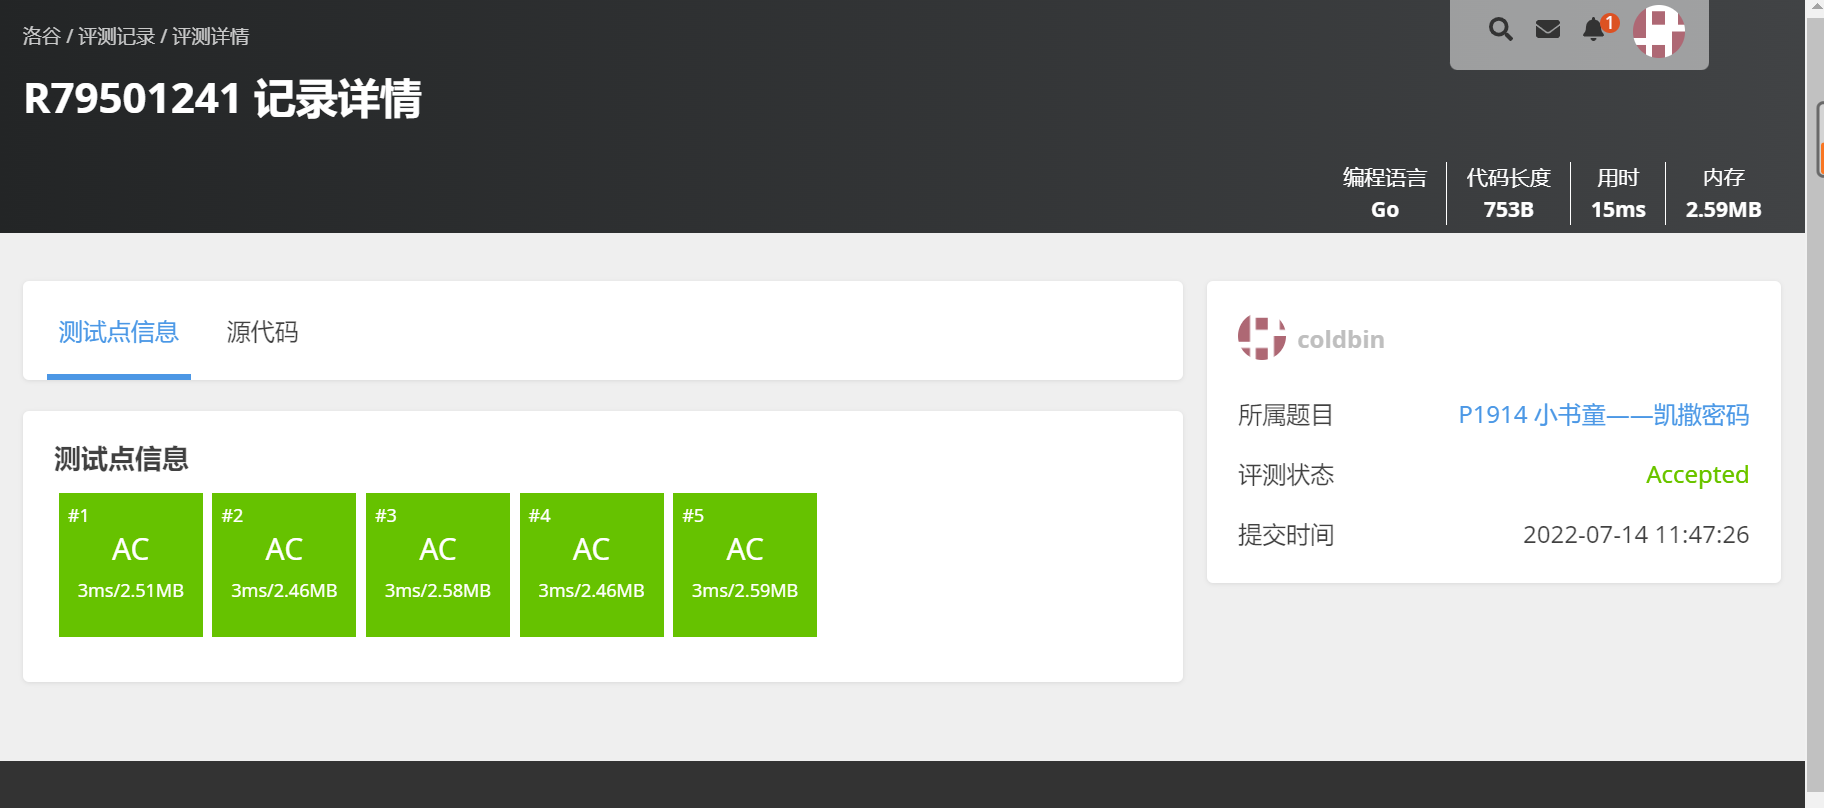 洛谷 / 评测记录 / 评测详情
1
R79501241 记录详情
编程语言 代码长度 用时 内存
Go 753B 15ms 2.59MB
测试点信息 源代码
coldbin
所属题目 P1914 小书童——凯撒密码
评测状态 Accepted
提交时间 2022-07-14 11:47:26
测试点信息
#1 #2 #3 #4 #5
AC AC AC AC AC
3ms/2.51MB 3ms/2.46MB 3ms/2.58MB 3ms/2.46MB 3ms/2.59MB